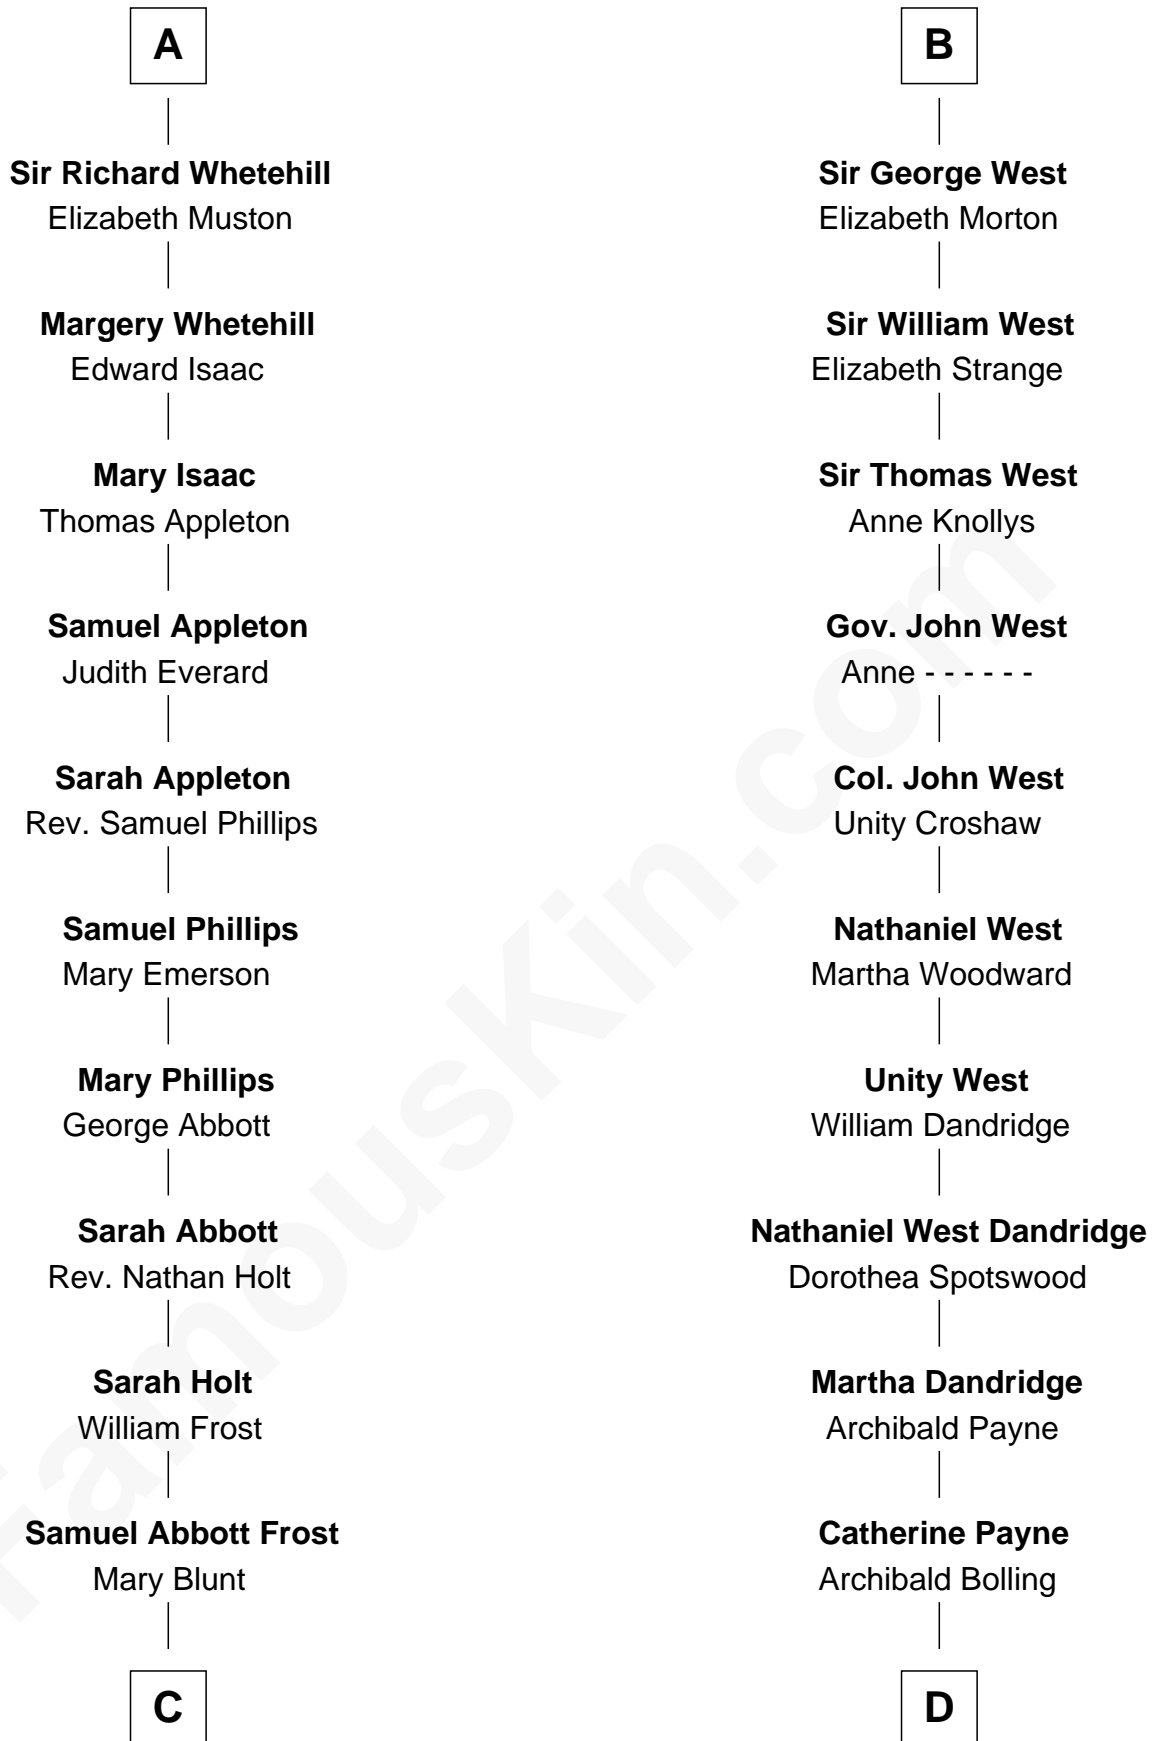 A
Sir Richard Whetehill
Elizabeth Muston
Margery Whetehill
Edward Isaac
Mary Isaac
Thomas Appleton
Samuel Appleton
Judith Everard
Sarah Appleton
Rev. Samuel Phillips
Samuel Phillips
Mary Emerson
Mary Phillips
George Abbott
Sarah Abbott
Rev. Nathan Holt
Sarah Holt
William Frost
Samuel Abbott Frost
Mary Blunt
C
B
Sir George West
Elizabeth Morton
Sir William West
Elizabeth Strange
Sir Thomas West
Anne Knollys
Gov. John West
Anne - - - - - -
Col. John West
Unity Croshaw
Nathaniel West
Martha Woodward
Unity West
William Dandridge
Nathaniel West Dandridge
Dorothea Spotswood
Martha Dandridge
Archibald Payne
Catherine Payne
Archibald Bolling
D
FamousKin.com